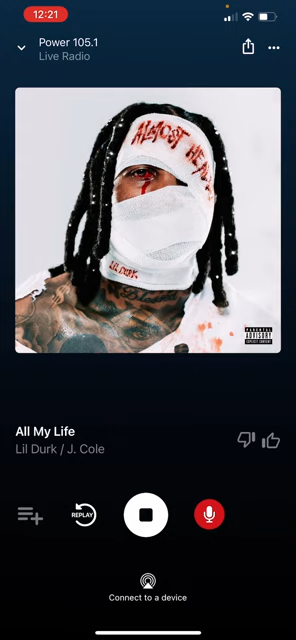 12:21
Power 105.1
Live Radio
ALMOST HEALED
LIL DURK
PARENTAL
ADVISORY
EXPLICIT CONTENT
All My Life
Lil Durk / J. Cole
REPLAY
Connect to a device